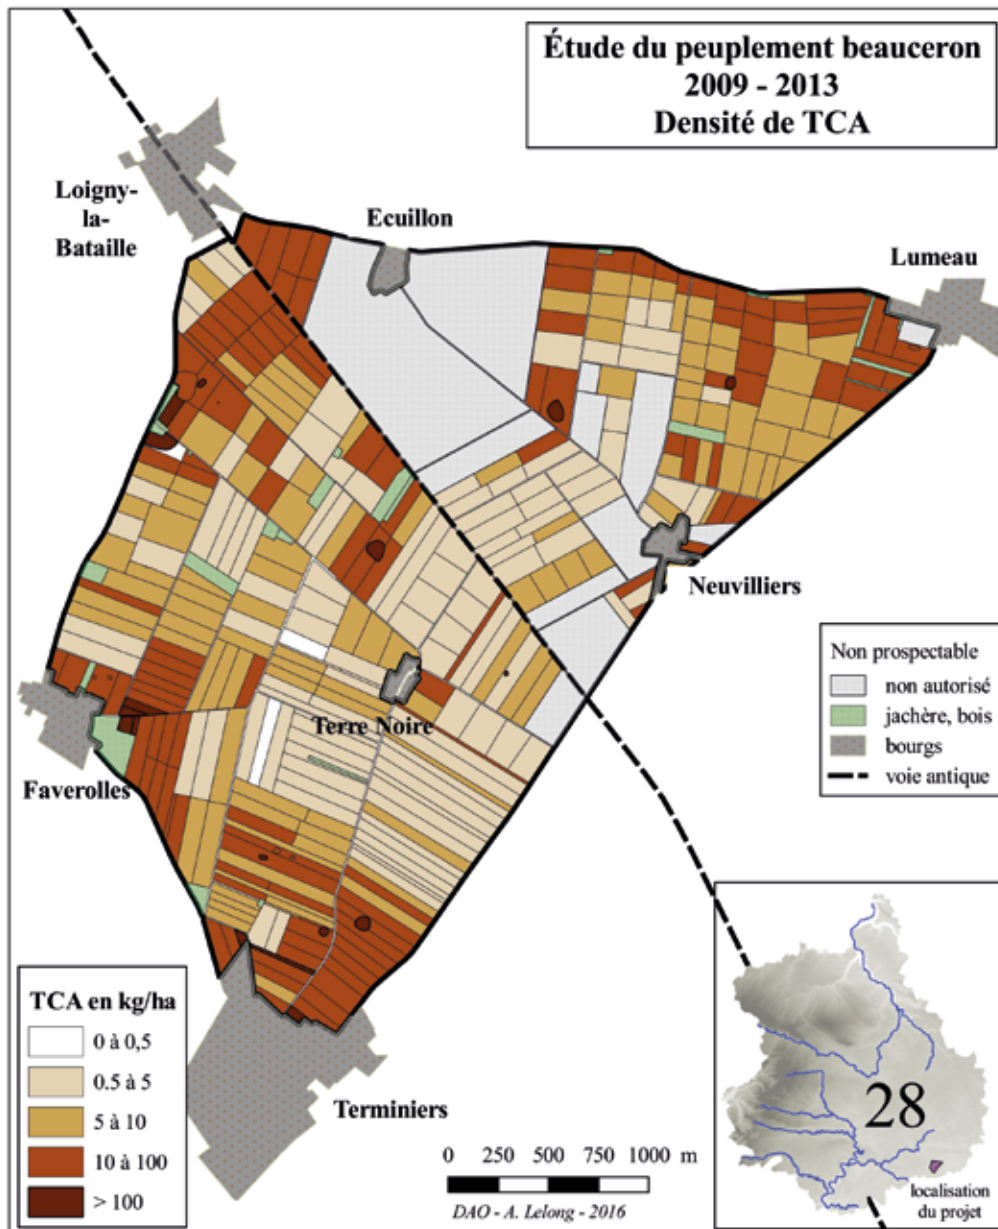 Étude du peuplement beauceron
2009 - 2013
Densité de TCA
Loigny-
la-
Bataille
Ecuillon
Lumeau
Neuvilliers
Terre Noire
Faverolles
Terminiers
Non prospectable
non autorisé
jachère, bois
bourgs
voie antique
TCA en kg/ha
0 à 0,5
0.5 à 5
5 à 10
10 à 100
> 100
0 250 500 750 1000 m
DAO - A. Lelong - 2016
28
localisation
du projet